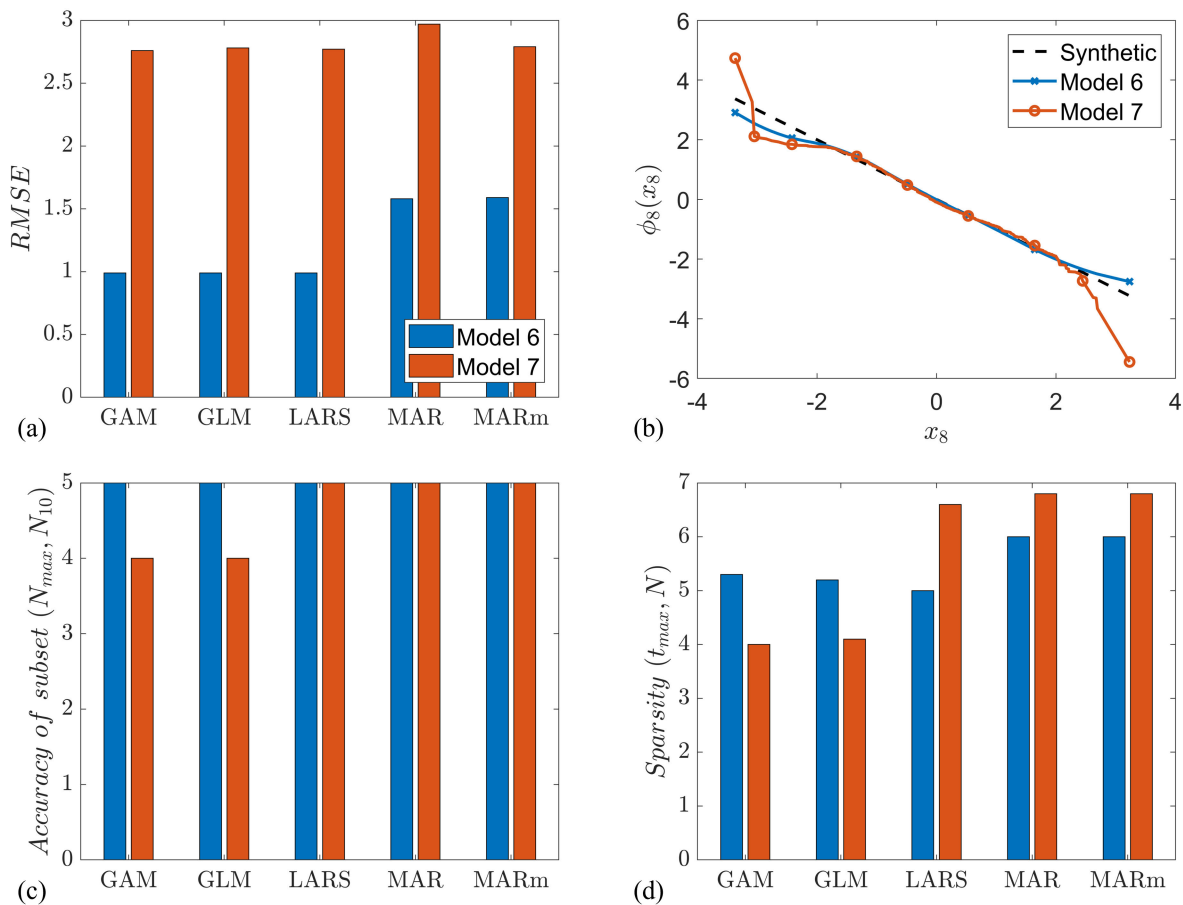 3
2.5
2
1.5
1
0.5
0
RMSE
Model 6
Model 7
GAM GLM LARS MAR MARm
(a)
6
4
2
0
-2
-4
-6
ϕ₈(x₈)
Synthetic
Model 6
Model 7
-4 -2 0 2 4
x₈
(b)
5
4
3
2
1
0
Accuracy of subset (Nₘₐₓ, N₁₀)
GAM GLM LARS MAR MARm
(c)
7
6
5
4
3
2
1
0
Sparsity (tₘₐₓ, N)
GAM GLM LARS MAR MARm
(d)